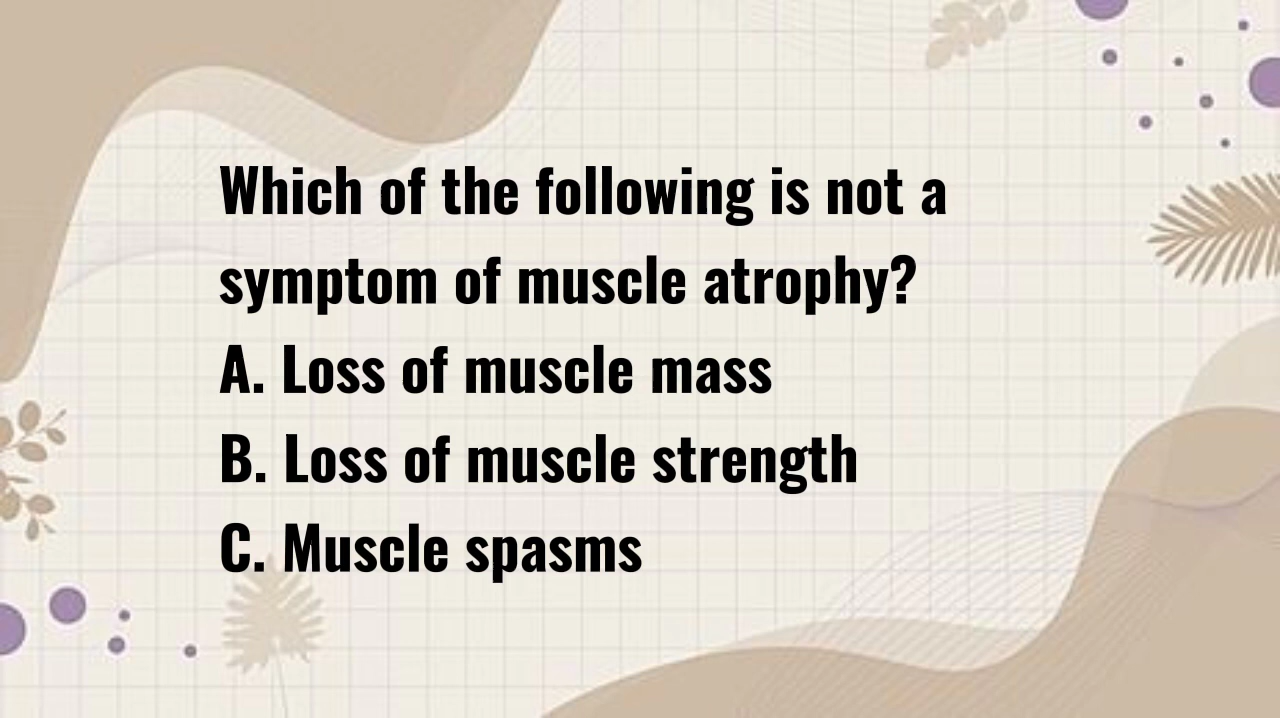 Which of the following is not a
symptom of muscle atrophy?
A. Loss of muscle mass
B. Loss of muscle strength
C. Muscle spasms